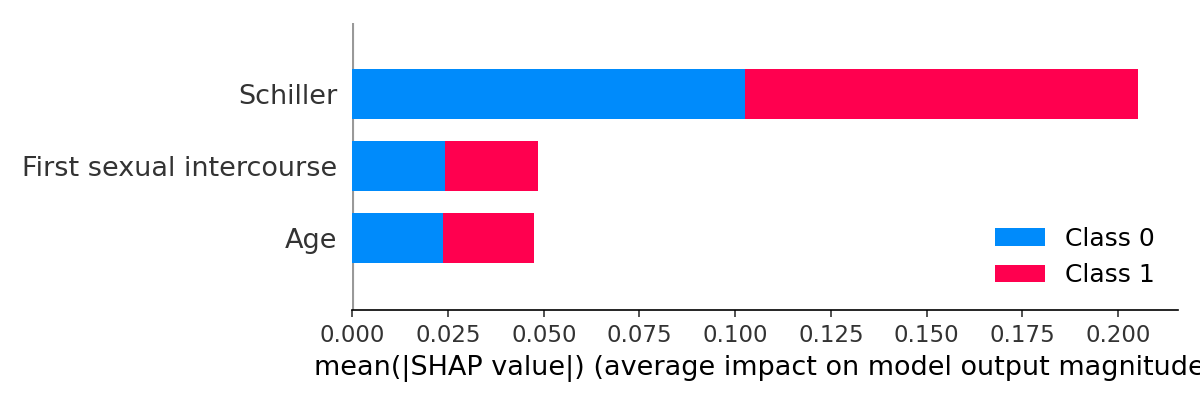 Schiller
First sexual intercourse
Age
Class 0
Class 1
0.000 0.025 0.050 0.075 0.100 0.125 0.150 0.175 0.200
mean(|SHAP value|) (average impact on model output magnitude